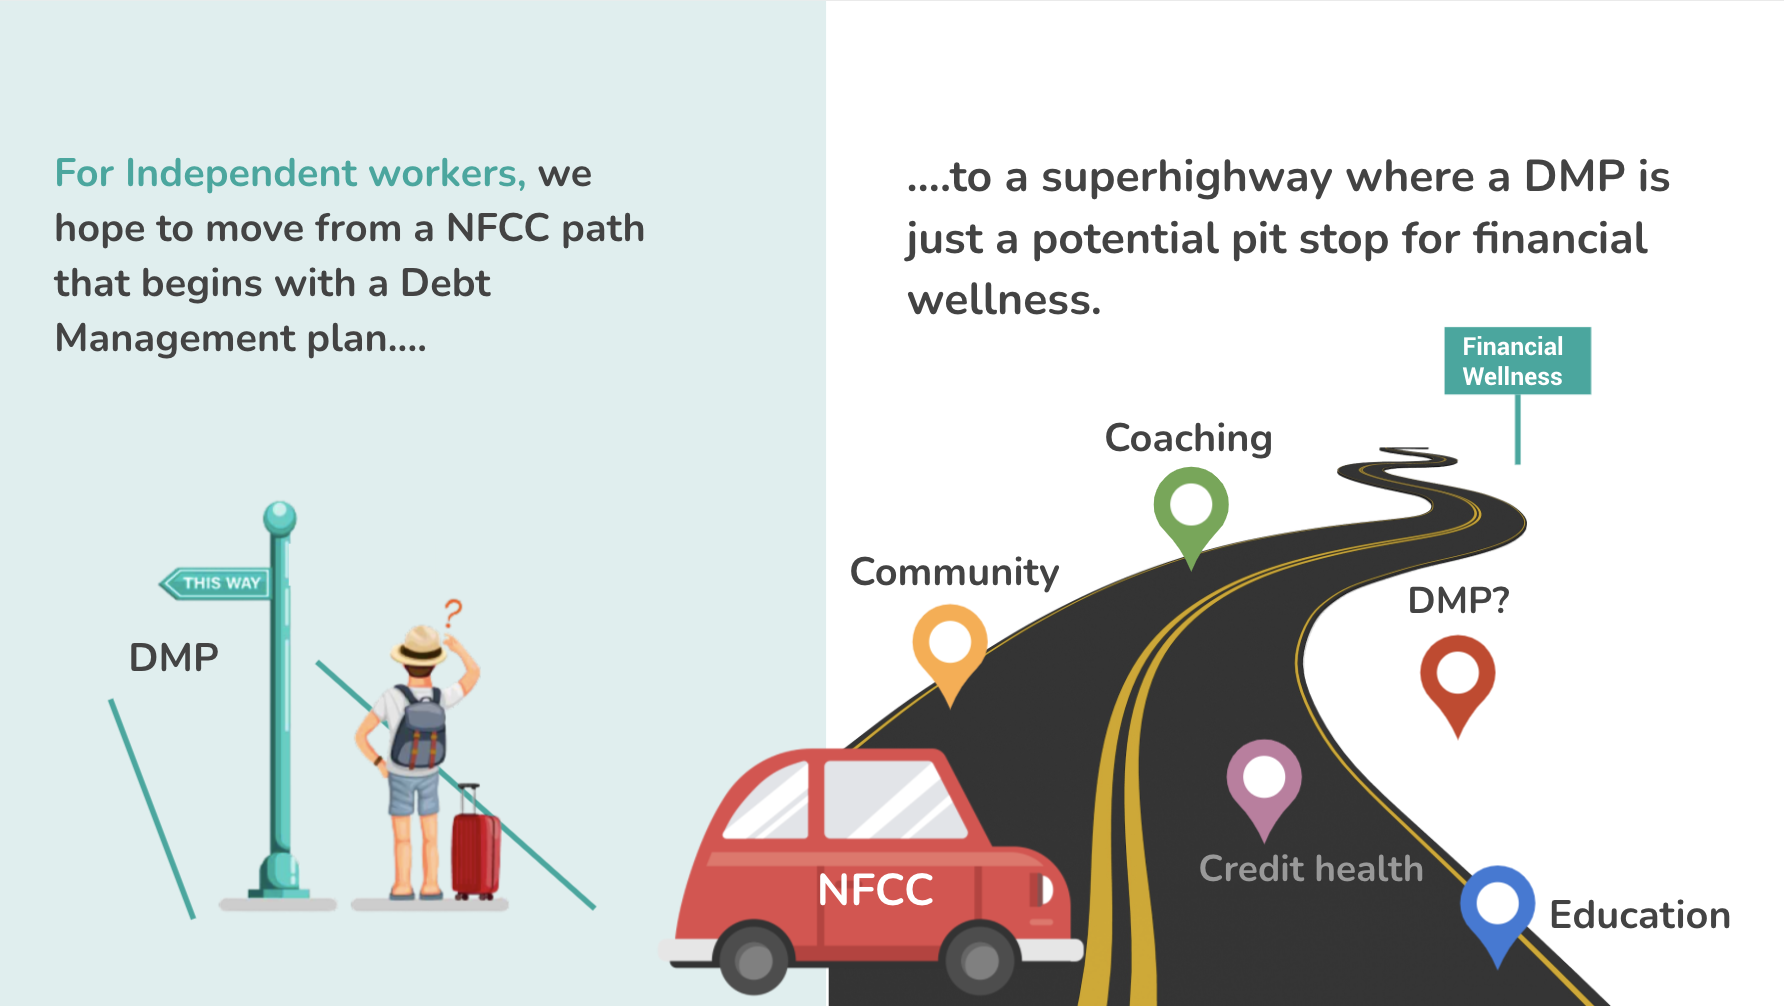 For Independent workers, we
hope to move from a NFCC path
that begins with a Debt
Management plan....
....to a superhighway where a DMP is
just a potential pit stop for financial
wellness.
Financial
Wellness
Coaching
Community
DMP?
THIS WAY
?
DMP
Credit health
NFCC
Education